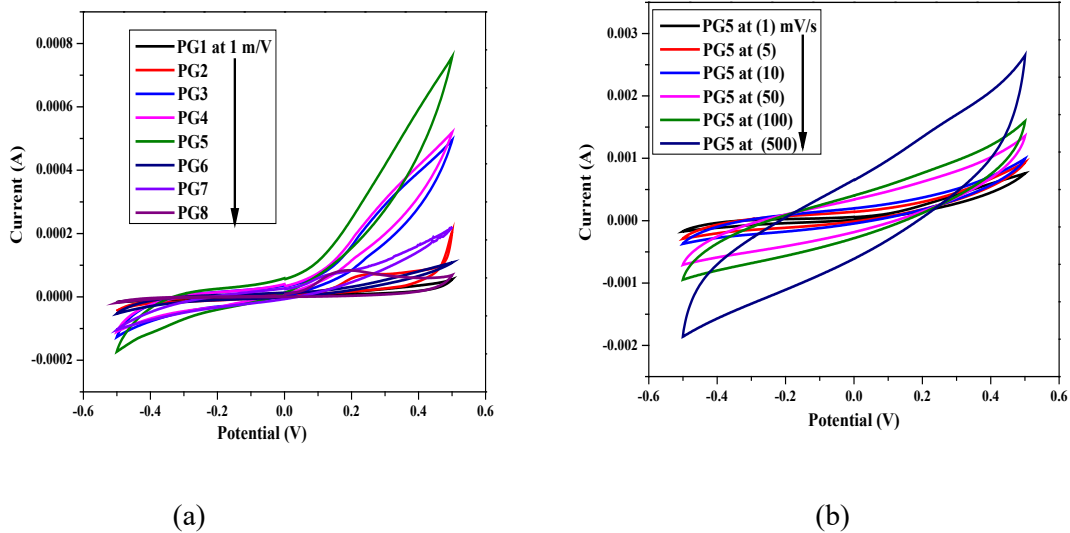 0.0008
0.0006
0.0004
0.0002
0.0000
-0.0002
Current (A)
PG1 at 1 m/V
PG2
PG3
PG4
PG5
PG6
PG7
PG8
-0.6 -0.4 -0.2 0.0 0.2 0.4 0.6
Potential (V)
(a)
0.003
0.002
0.001
0.000
-0.001
-0.002
Current (A)
PG5 at (1) mV/s
PG5 at (5)
PG5 at (10)
PG5 at (50)
PG5 at (100)
PG5 at (500)
-0.6 -0.4 -0.2 0.0 0.2 0.4 0.6
Potential (V)
(b)